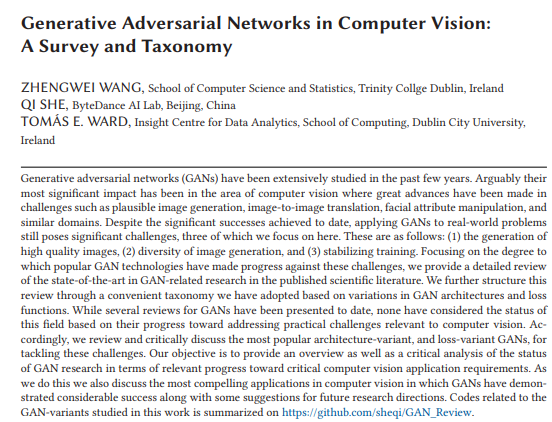 Generative Adversarial Networks in Computer Vision:
A Survey and Taxonomy
ZHENGWEI WANG, School of Computer Science and Statistics, Trinity Collge Dublin, Ireland
QI SHE, ByteDance AI Lab, Beijing, China
TOMÁS E. WARD, Insight Centre for Data Analytics, School of Computing, Dublin City University,
Ireland
Generative adversarial networks (GANs) have been extensively studied in the past few years. Arguably their
most significant impact has been in the area of computer vision where great advances have been made in
challenges such as plausible image generation, image-to-image translation, facial attribute manipulation, and
similar domains. Despite the significant successes achieved to date, applying GANs to real-world problems
still poses significant challenges, three of which we focus on here. These are as follows: (1) the generation of
high quality images, (2) diversity of image generation, and (3) stabilizing training. Focusing on the degree to
which popular GAN technologies have made progress against these challenges, we provide a detailed review
of the state-of-the-art in GAN-related research in the published scientific literature. We further structure this
review through a convenient taxonomy we have adopted based on variations in GAN architectures and loss
functions. While several reviews for GANs have been presented to date, none have considered the status of
this field based on their progress toward addressing practical challenges relevant to computer vision. Ac-
cordingly, we review and critically discuss the most popular architecture-variant, and loss-variant GANs, for
tackling these challenges. Our objective is to provide an overview as well as a critical analysis of the status
of GAN research in terms of relevant progress toward critical computer vision application requirements. As
we do this we also discuss the most compelling applications in computer vision in which GANs have demon-
strated considerable success along with some suggestions for future research directions. Codes related to the
GAN-variants studied in this work is summarized on https://github.com/sheqi/GAN_Review.